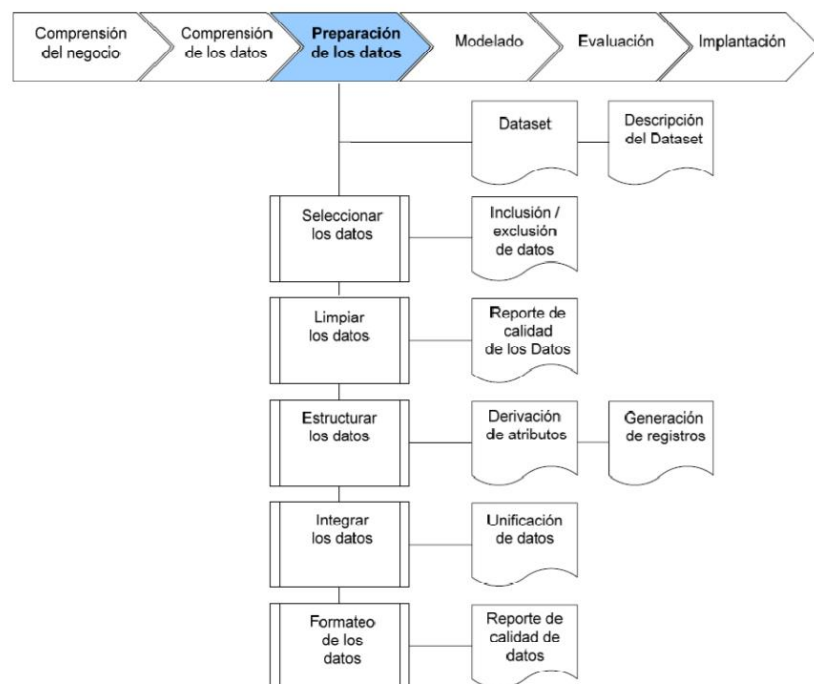 Comprensión
del negocio
Comprensión
de los datos
Preparación
de los datos
Modelado
Evaluación
Implantación
Dataset
Descripción
del Dataset
Seleccionar
los datos
Inclusión /
exclusión
de datos
Limpiar
los datos
Reporte de
calidad
de los Datos
Estructurar
los datos
Derivación
de atributos
Generación
de registros
Integrar
los datos
Unificación
de datos
Formateo
de los
datos
Reporte de
calidad de
datos